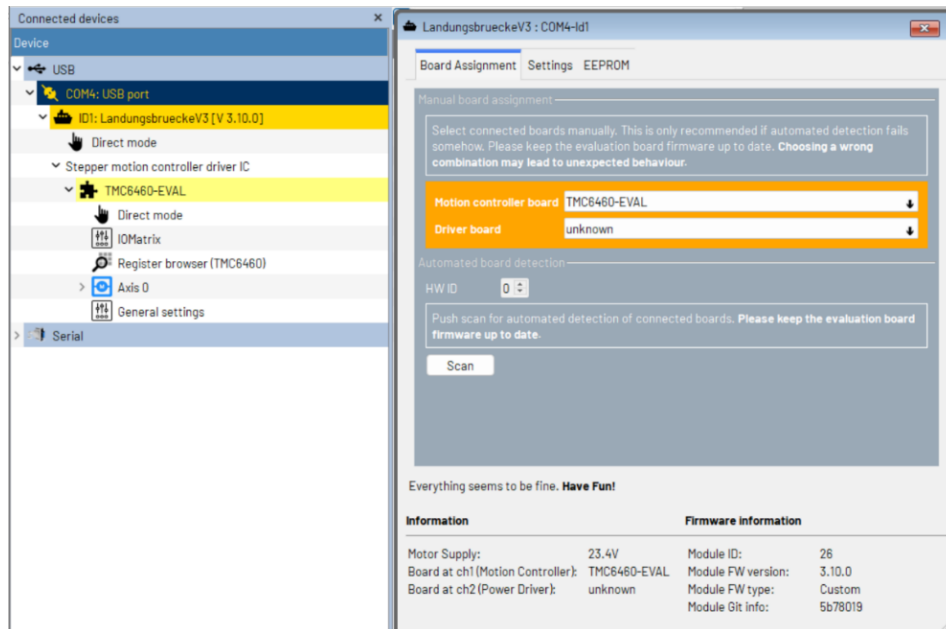 Connected devices
Device
USB
COM4: USB port
ID1: LandungsbrueckeV3 [V 3.10.0]
Direct mode
Stepper motion controller driver IC
TMC6460-EVAL
Direct mode
IOMatrix
Register browser (TMC6460)
Axis 0
General settings
Serial
LandungsbrueckeV3 : COM4-Id1
Board Assignment Settings EEPROM
Manual board assignment
Select connected boards manually. This is only recommended if automated detection fails
somehow. Please keep the evaluation board firmware up to date. Choosing a wrong
combination may lead to unexpected behaviour.
Motion controller board TMC6460-EVAL
Driver board unknown
Automated board detection
HW ID 0
Push scan for automated detection of connected boards. Please keep the evaluation board
firmware up to date.
Scan
Everything seems to be fine. Have Fun!
Information Firmware information
Motor Supply: 23.4V Module ID: 26
Board at ch1 (Motion Controller): TMC6460-EVAL Module FW version: 3.10.0
Board at ch2 (Power Driver): unknown Module FW type: Custom
Module Git info: 5b78019